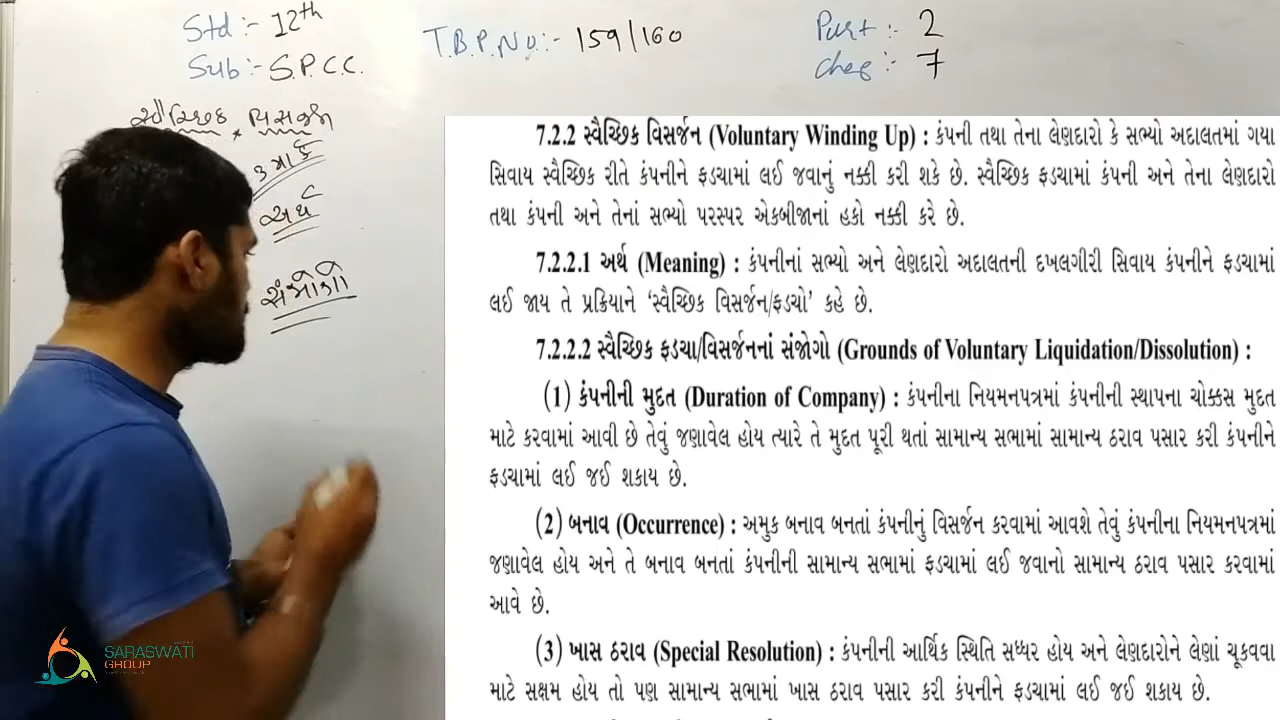 Std :- 12th
Sub :- S.P.C.C.
T.B.P.No. :- 159/160
Part :- 2
Chap :- 7
સ્વૈચ્છિક વિસર્જન
3 માર્ક
અર્થ
સંજોગો
7.2.2 સ્વૈચ્છિક વિસર્જન (Voluntary Winding Up) : કંપની તથા તેના લેણદારો કે સભ્યો અદાલતમાં ગયા
સિવાય સ્વૈચ્છિક રીતે કંપનીને ફડચામાં લઈ જવાનું નક્કી કરી શકે છે. સ્વૈચ્છિક ફડચામાં કંપની અને તેના લેણદારો
તથા કંપની અને તેનાં સભ્યો પરસ્પર એકબીજાનાં હકો નક્કી કરે છે.
7.2.2.1 અર્થ (Meaning) : કંપનીનાં સભ્યો અને લેણદારો અદાલતની દખલગીરી સિવાય કંપનીને ફડચામાં
લઈ જાય તે પ્રક્રિયાને ‘સ્વૈચ્છિક વિસર્જન/ફડચો’ કહે છે.
7.2.2.2 સ્વૈચ્છિક ફડચા/વિસર્જનનાં સંજોગો (Grounds of Voluntary Liquidation/Dissolution) :
(1) કંપનીની મુદત (Duration of Company) : કંપનીના નિયમનપત્રમાં કંપનીની સ્થાપના ચોક્કસ મુદત
માટે કરવામાં આવી છે તેવું જણાવેલ હોય ત્યારે તે મુદત પૂરી થતાં સામાન્ય સભામાં સામાન્ય ઠરાવ પસાર કરી કંપનીને
ફડચામાં લઈ જઈ શકાય છે.
(2) બનાવ (Occurrence) : અમુક બનાવ બનતાં કંપનીનું વિસર્જન કરવામાં આવશે તેવું કંપનીના નિયમનપત્રમાં
જણાવેલ હોય અને તે બનાવ બનતાં કંપનીની સામાન્ય સભામાં ફડચામાં લઈ જવાનો સામાન્ય ઠરાવ પસાર કરવામાં
આવે છે.
(3) ખાસ ઠરાવ (Special Resolution) : કંપનીની આર્થિક સ્થિતિ સધ્ધર હોય અને લેણદારોને લેણાં ચૂકવવા
માટે સક્ષમ હોય તો પણ સામાન્ય સભામાં ખાસ ઠરાવ પસાર કરી કંપનીને ફડચામાં લઈ જઈ શકાય છે.
SARASWATI
GROUP